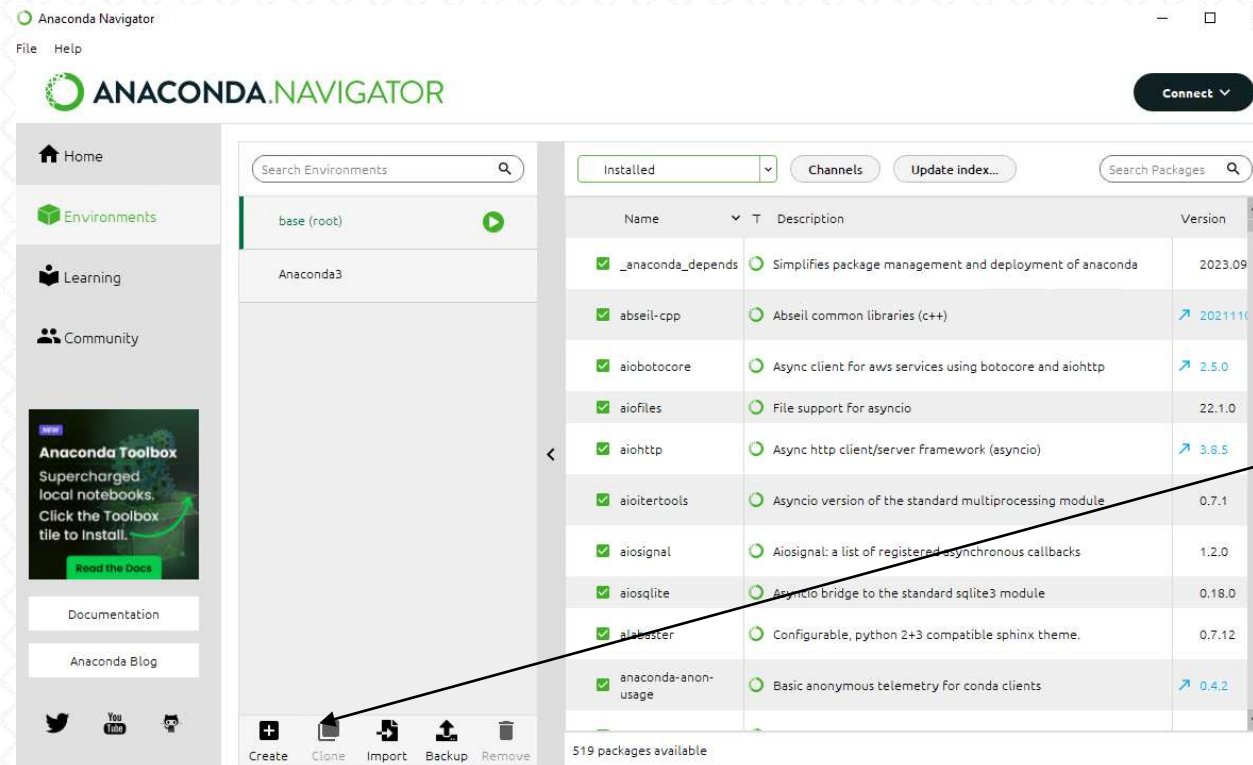 Anaconda Navigator
File Help
ANACONDA.NAVIGATOR
Connect
Home
Environments
Learning
Community
NEW
Anaconda Toolbox
Supercharged
local notebooks.
Click the Toolbox
tile to Install.
Read the Docs
Documentation
Anaconda Blog
You
Tube
Search Environments
base (root)
Anaconda3
Create Clone Import Backup Remove
Installed Channels Update index... Search Packages
Name T Description Version
_anaconda_depends Simplifies package management and deployment of anaconda 2023.09
abseil-cpp Abseil common libraries (c++)
aiobotocore Async client for aws services using botocore and aiohttp 2.5.0
aiofiles File support for asyncio 22.1.0
aiohttp Async http client/server framework (asyncio) 3.8.5
aioitertools Asyncio version of the standard multiprocessing module 0.7.1
aiosignal Aiosignal: a list of registered asynchronous callbacks 1.2.0
aiosqlite Asyncio bridge to the standard sqlite3 module 0.18.0
alabaster Configurable, python 2+3 compatible sphinx theme. 0.7.12
anaconda-anon-
usage Basic anonymous telemetry for conda clients 0.4.2
519 packages available